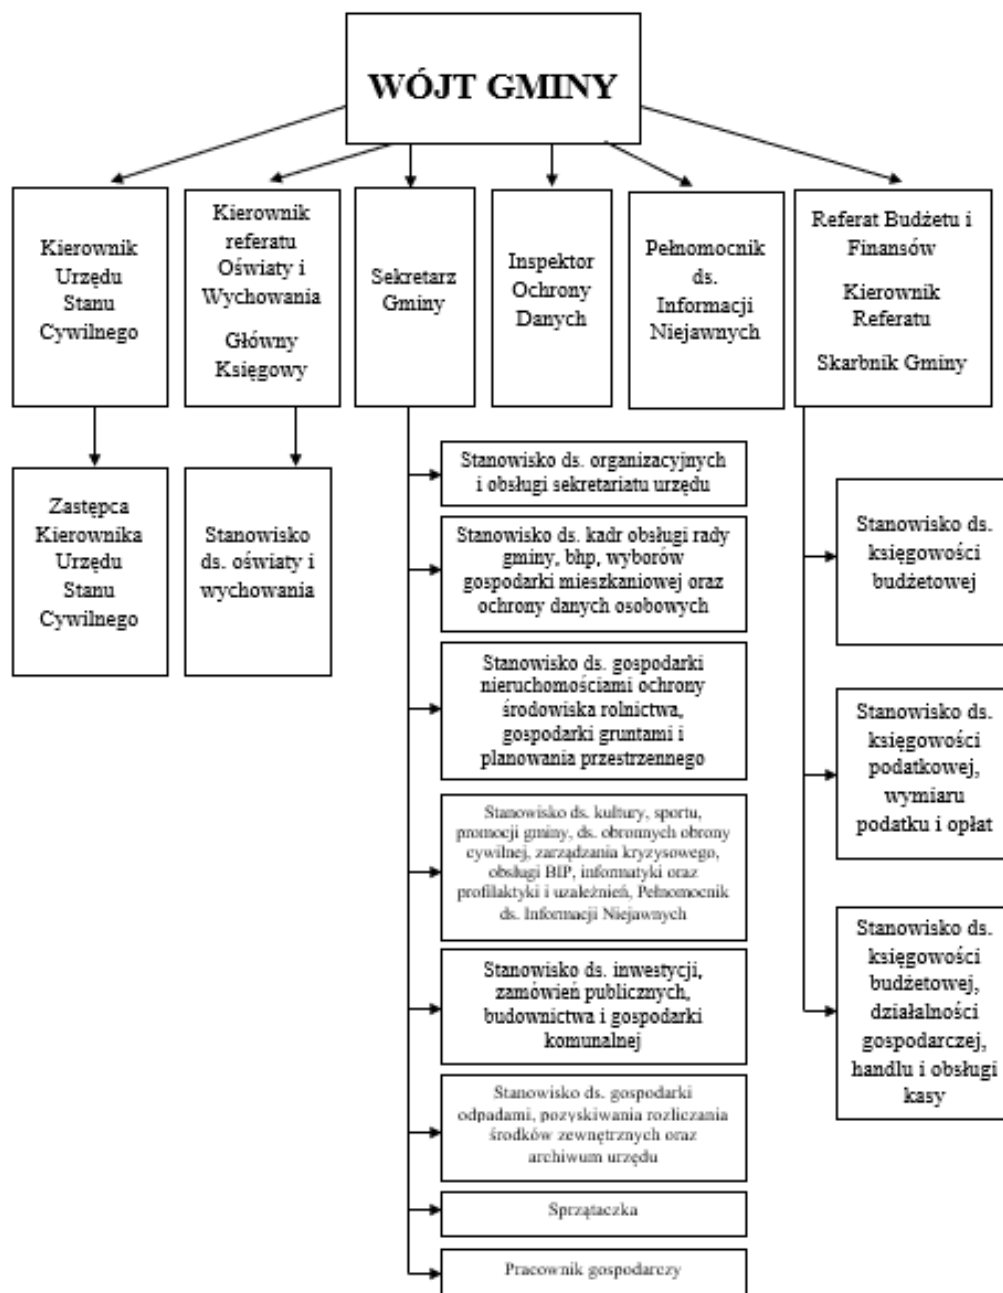 WÓJT GMINY
Kierownik
Urzędu
Stanu
Cywilnego
Kierownik
referatu
Oświaty i
Wychowania
Główny
Księgowy
Sekretarz
Gminy
Inspektor
Ochrony
Danych
Pełnomocnik
ds.
Informacji
Niejawnych
Referat Budżetu i
Finansów
Kierownik
Referatu
Skarbnik Gminy
Zastępca
Kierownika
Urzędu
Stanu
Cywilnego
Stanowisko
ds. oświaty i
wychowania
Stanowisko ds. organizacyjnych
i obsługi sekretariatu urzędu
Stanowisko ds. kadr obsługi rady
gminy, bhp, wyborów
gospodarki mieszkaniowej oraz
ochrony danych osobowych
Stanowisko ds. gospodarki
nieruchomościami ochrony
środowiska rolnictwa,
gospodarki gruntami i
planowania przestrzennego
Stanowisko ds. kultury, sportu,
promocji gminy, ds. obronnych obrony
cywilnej, zarządzania kryzysowego,
obsługi BIP, informatyki oraz
profilaktyki i uzależnień, Pełnomocnik
ds. Informacji Niejawnych
Stanowisko ds. inwestycji,
zamówień publicznych,
budownictwa i gospodarki
komunalnej
Stanowisko ds. gospodarki
odpadami, pozyskiwania rozliczania
środków zewnętrznych oraz
archiwum urzędu
Sprzątaczka
Pracownik gospodarczy
Stanowisko ds.
księgowości
budżetowej
Stanowisko ds.
księgowości
podatkowej,
wymiaru
podatku i opłat
Stanowisko ds.
księgowości
budżetowej,
działalności
gospodarczej,
handlu i obsługi
kasy